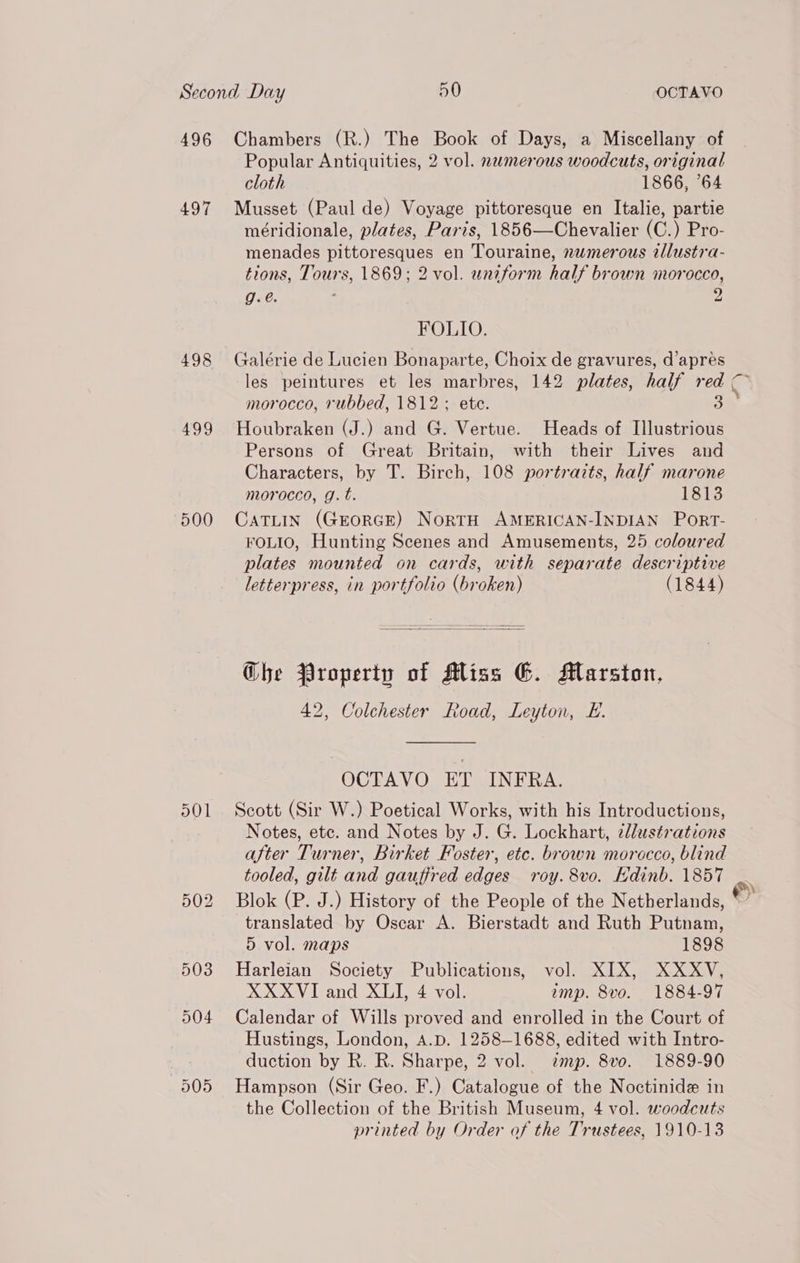 Second Day 50 OCTAVO
496 Chambers (R.) The Book of Days, a Miscellany of
Popular Antiquities, 2 vol. numerous woodcuts, original
cloth 1866, ’64
497 Musset (Paul de) Voyage pittoresque en Italie, partie
méridionale, plates, Paris, 1856—Chevalier (C.) Pro-
menades pittoresques en Touraine, numerous illustra-
tions, Tours, 1869; 2 vol. uniform half brown morocco,
g.e. 2
FOLIO.
498 Galérie de Lucien Bonaparte, Choix de gravures, d’après
les peintures et les marbres, 142 plates, half red
morocco, rubbed, 1812; etc. 3
499 Houbraken (J.) and G. Vertue. Heads of Illustrious
Persons of Great Britain, with their Lives and
Characters, by T. Birch, 108 portraits, half marone
morocco, g. t. 1813
500 CATLIN (GEORGE) NORTH AMERICAN-INDIAN PORT-
FOLIO, Hunting Scenes and Amusements, 25 coloured
plates mounted on cards, with separate descriptive
letterpress, in portfolio (broken) (1844)
The Property of Miss G. Marston.
42, Colchester Road, Leyton, E.
OCTAVO ET INFRA.
501 Scott (Sir W.) Poetical Works, with his Introductions,
Notes, etc. and Notes by J. G. Lockhart, illustrations
after Turner, Birket Foster, etc. brown morocco, blind
tooled, gilt and gauffred edges roy. 8vo. Edinb. 1857
502 Blok (P. J.) History of the People of the Netherlands,
translated by Oscar A. Bierstadt and Ruth Putnam,
5 vol. maps 1898
503 Harleian Society Publications, vol. XIX, XXXV,
XXXVI and XLI, 4 vol. imp. 8vo. 1884-97
504 Calendar of Wills proved and enrolled in the Court of
Hustings, London, A.D. 1258–1688, edited with Intro-
duction by R. R. Sharpe, 2 vol. imp. 8vo. 1889-90
505 Hampson (Sir Geo. F.) Catalogue of the Noctinidæ in
the Collection of the British Museum, 4 vol. woodcuts
printed by Order of the Trustees, 1910-13